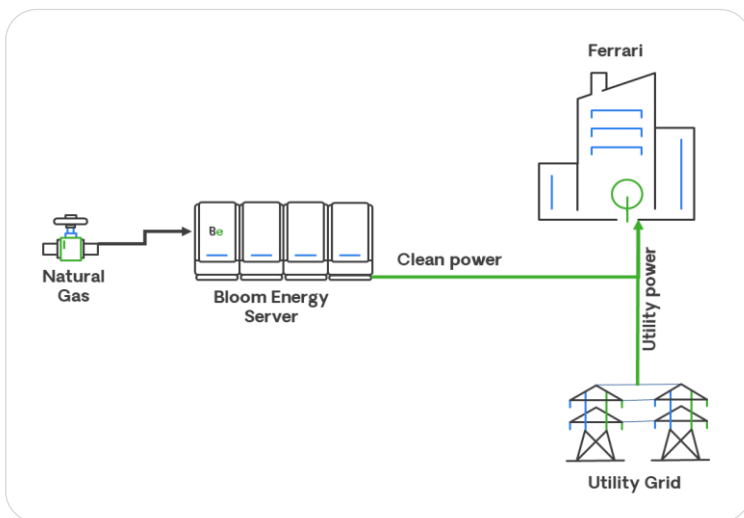 Ferrari
Be
Natural
Gas
Bloom Energy
Server
Clean power
Utility power
Utility Grid